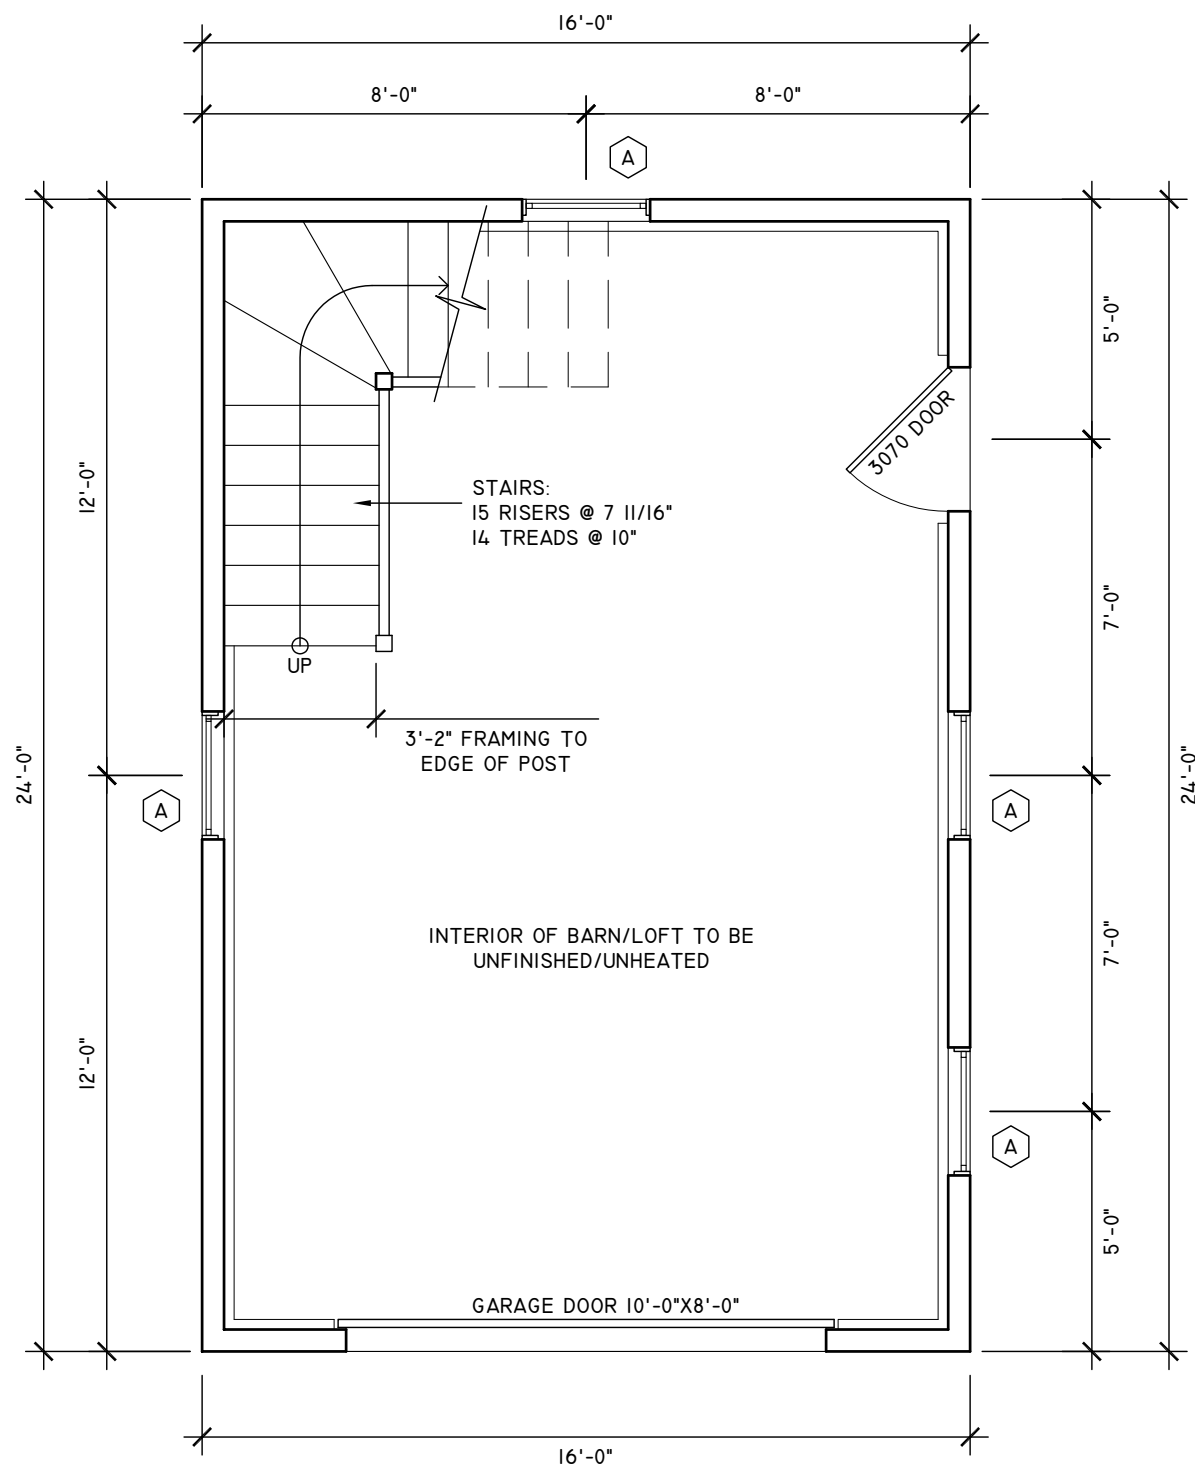 16'-0"
8'-0"
8'-0"
A
5'-0"
3070 DOOR
12'-0"
STAIRS:
15 RISERS @ 7 11/16"
14 TREADS @ 10"
7'-0"
UP
3'-2" FRAMING TO
EDGE OF POST
24'-0"
24'-0"
A
A
INTERIOR OF BARN/LOFT TO BE
UNFINISHED/UNHEATED
7'-0"
12'-0"
A
5'-0"
GARAGE DOOR 10'-0"X8'-0"
16'-0"